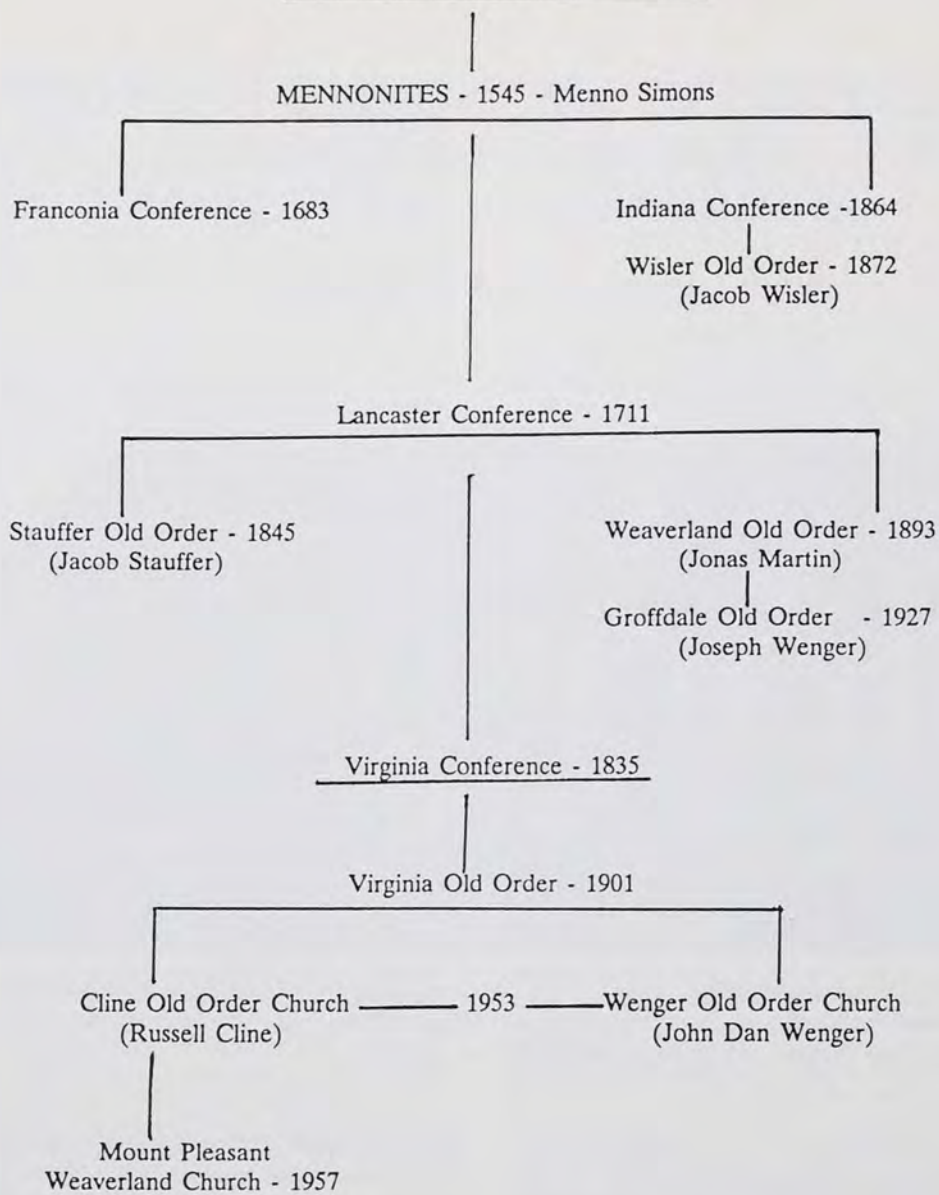 MENNONITES - 1545 - Menno Simons
Franconia Conference - 1683
Indiana Conference -1864
Wisler Old Order - 1872
(Jacob Wisler)
Lancaster Conference - 1711
Stauffer Old Order - 1845
(Jacob Stauffer)
Weaverland Old Order - 1893
(Jonas Martin)
Groffdale Old Order - 1927
(Joseph Wenger)
Virginia Conference - 1835
Virginia Old Order - 1901
Cline Old Order Church
(Russell Cline)
1953
Wenger Old Order Church
(John Dan Wenger)
Mount Pleasant
Weaverland Church - 1957